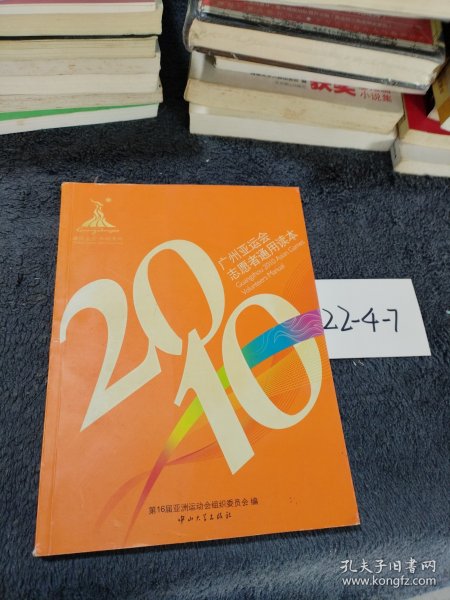 获奖
小说集
广州亚运会
志愿者通用读本
Guangzhou 2010 Asian Games
Volunteers Manual
2010
22-4-7
第16届亚洲运动会组织委员会 编
中山大学出版社
孔夫子旧书网
www.kongfz.com